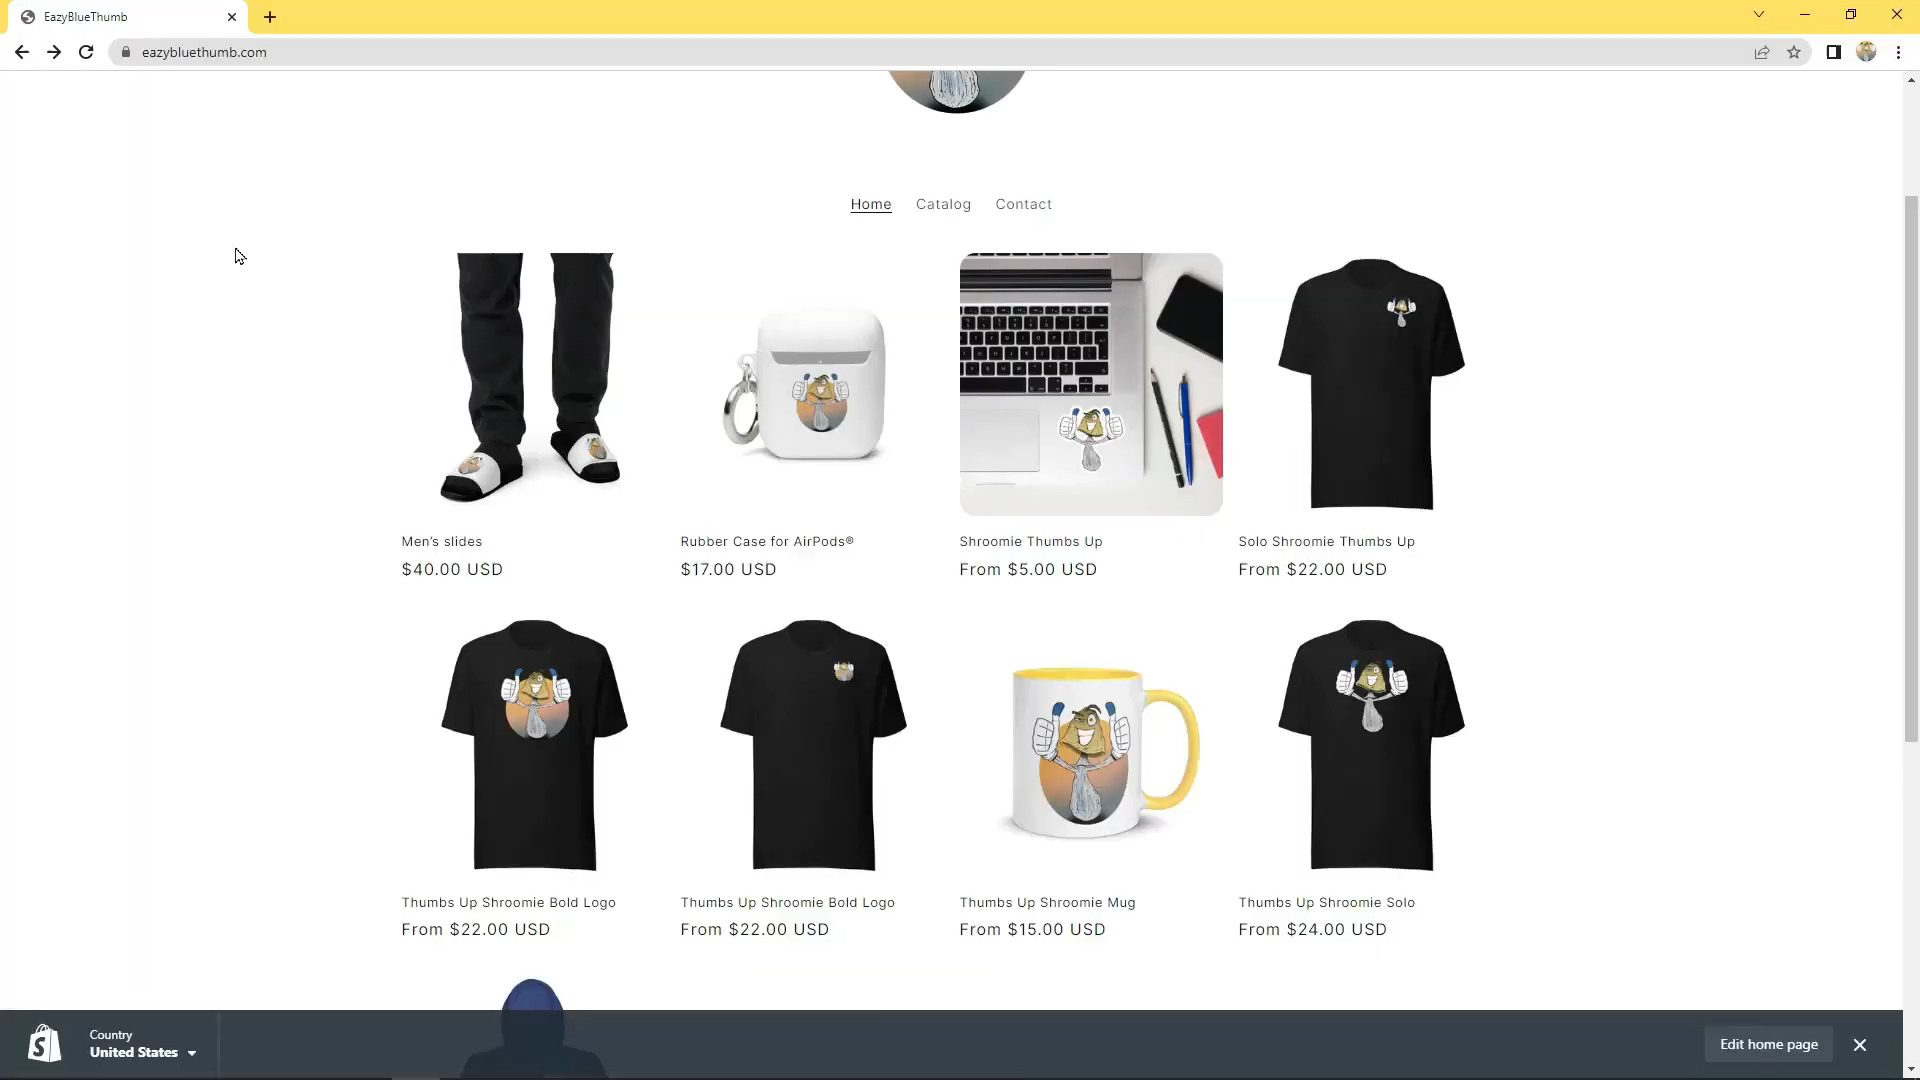 EazyBlueThumb
eazybluethumb.com
Home Catalog Contact
Men's slides
$40.00 USD
Rubber Case for AirPods®
$17.00 USD
Shroomie Thumbs Up
From $5.00 USD
Solo Shroomie Thumbs Up
From $22.00 USD
Thumbs Up Shroomie Bold Logo
From $22.00 USD
Thumbs Up Shroomie Bold Logo
From $22.00 USD
Thumbs Up Shroomie Mug
From $15.00 USD
Thumbs Up Shroomie Solo
From $24.00 USD
Country
United States
Edit home page